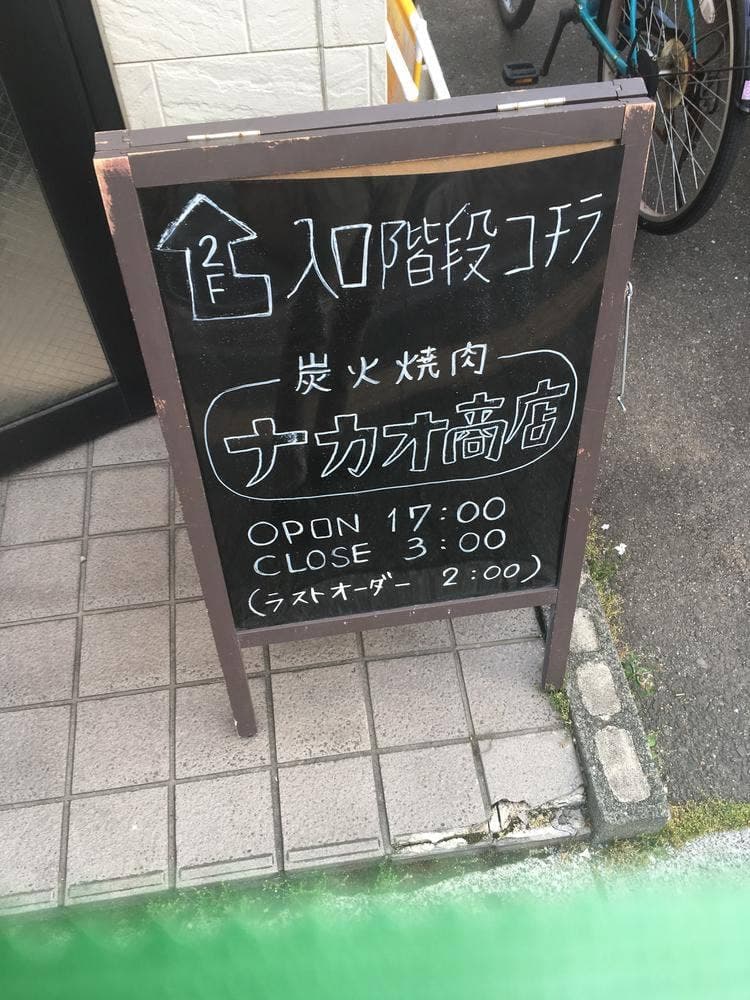 2F 入口階段コチラ
炭火焼肉
ナカオ商店
OPON 17:00
CLOSE 3:00
(ラストオーダー 2:00)